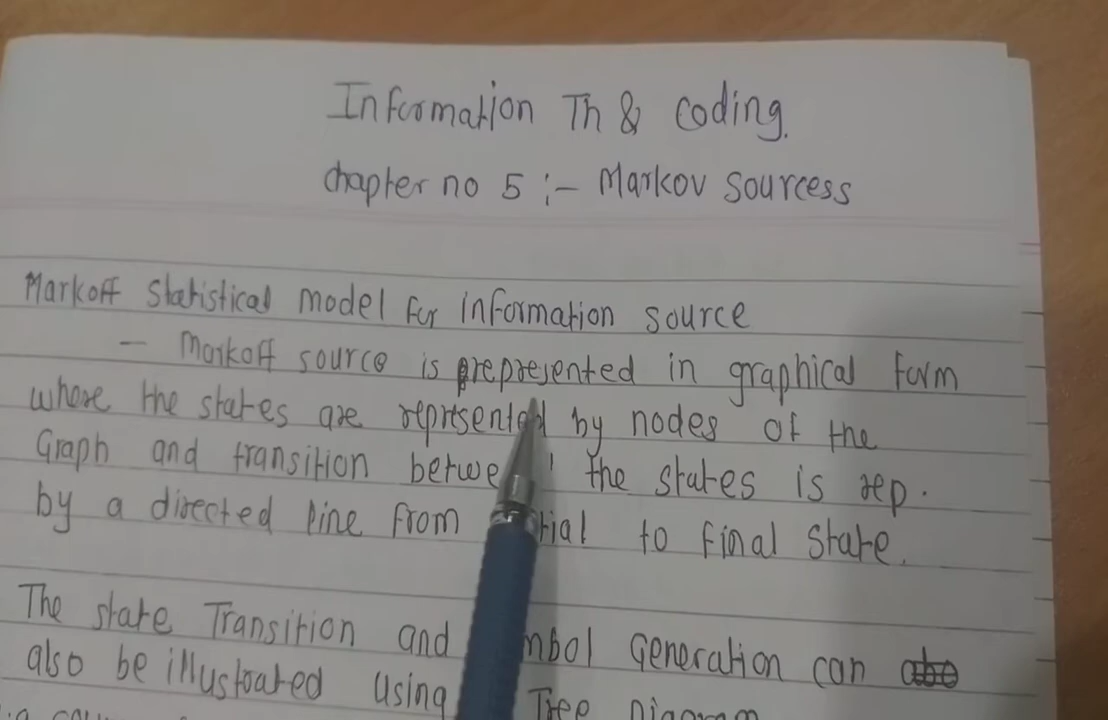 Information Th & coding.
chapter no 5 :- Markov Sourcess
Markoff Statistical model for information source
- Markoff source is prepresented in graphical form
where the states are represented by nodes of the
Graph and transition betwe the states is rep.
by a directed line from tial to final state.
The state Transition and mbol Generation can
also be illustrated using Tree Diagram